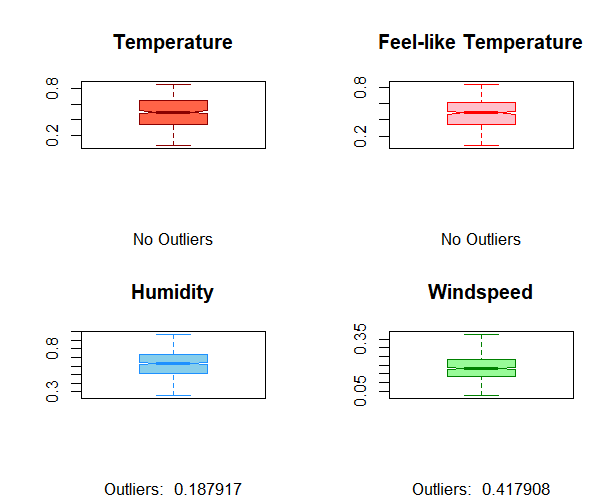 Temperature
0.8
0.2
No Outliers
Feel-like Temperature
0.8
0.2
No Outliers
Humidity
0.8
0.3
Outliers: 0.187917
Windspeed
0.35
0.05
Outliers: 0.417908